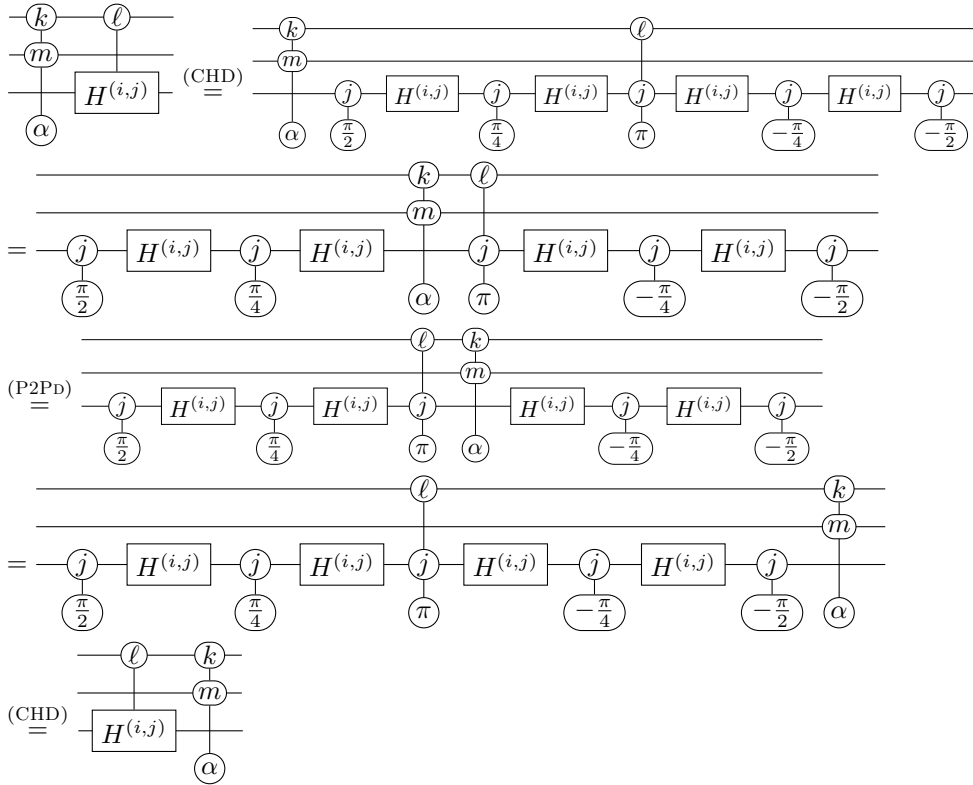 k ℓ k ℓ
m m
H^{(i,j)} (CHD) = j H^{(i,j)} j H^{(i,j)} j H^{(i,j)} j H^{(i,j)} j
α α π/2 π/4 π −π/4 −π/2
k ℓ
m
= j H^{(i,j)} j H^{(i,j)} j H^{(i,j)} j H^{(i,j)} j
π/2 π/4 α π −π/4 −π/2
ℓ k
m
(P2PD) = j H^{(i,j)} j H^{(i,j)} j H^{(i,j)} j H^{(i,j)} j
π/2 π/4 π α −π/4 −π/2
ℓ k
m
= j H^{(i,j)} j H^{(i,j)} j H^{(i,j)} j H^{(i,j)} j
π/2 π/4 π −π/4 −π/2 α
ℓ k
m
(CHD) = H^{(i,j)}
α